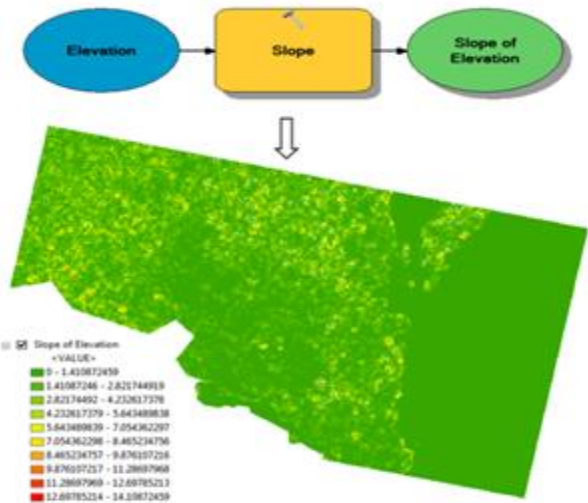 Elevation
Slope
Slope of
Elevation
Slope of Elevation
<VALUE>
0 - 1.410872459
1.41087246 - 2.821744919
2.82174492 - 4.232617378
4.232617379 - 5.643489838
5.643489839 - 7.054362297
7.054362298 - 8.465234756
8.465234757 - 9.876107216
9.876107217 - 11.28697968
11.28697969 - 12.69785213
12.69785214 - 14.10872459